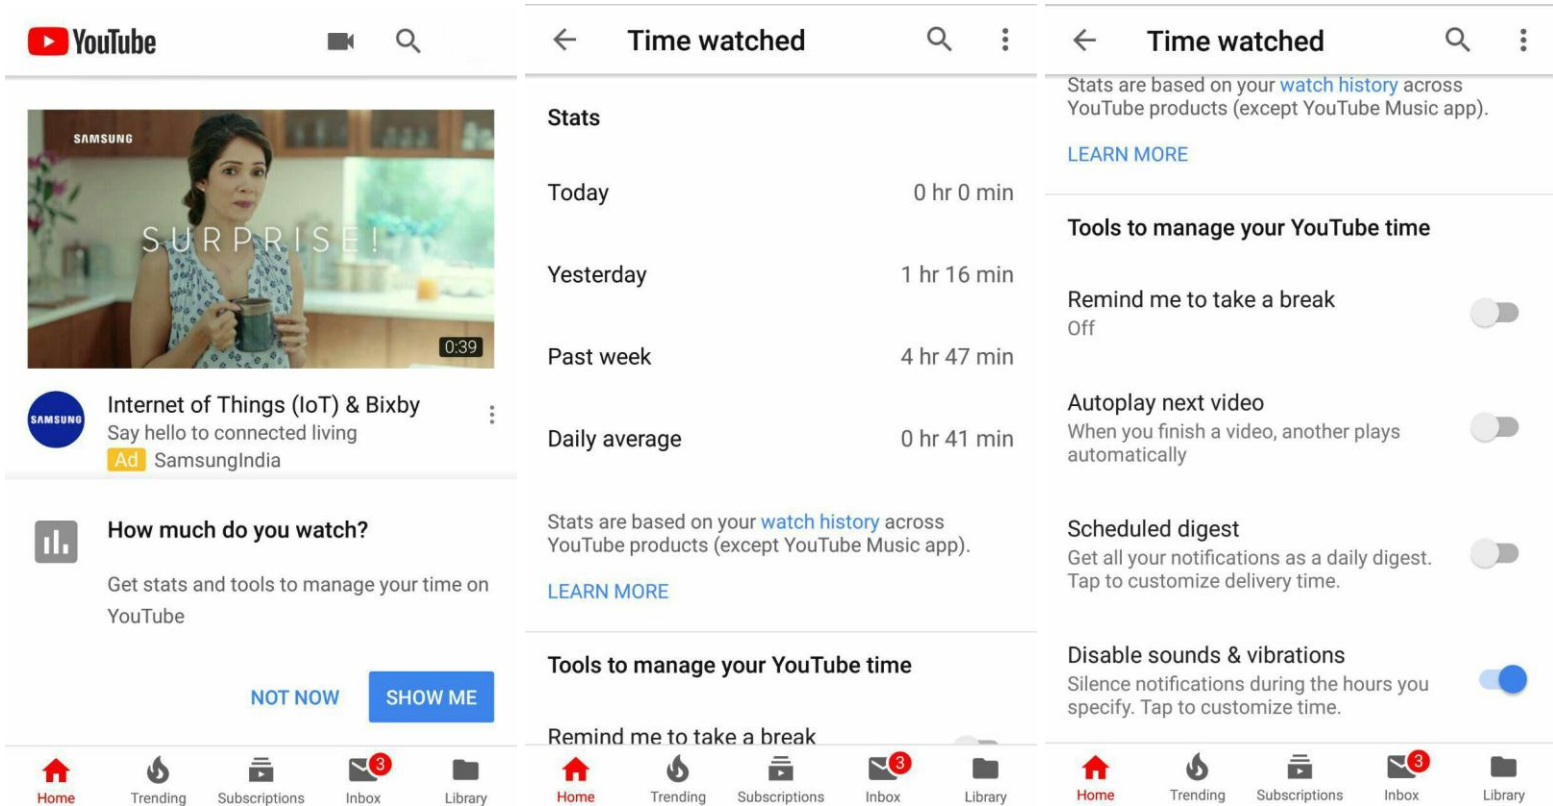 YouTube
SAMSUNG
SURPRISE!
0:39
SAMSUNG
Internet of Things (IoT) & Bixby
Say hello to connected living
Ad SamsungIndia
How much do you watch?
Get stats and tools to manage your time on
YouTube
NOT NOW SHOW ME
3
Home Trending Subscriptions Inbox Library
Time watched
Stats
Today 0 hr 0 min
Yesterday 1 hr 16 min
Past week 4 hr 47 min
Daily average 0 hr 41 min
Stats are based on your watch history across
YouTube products (except YouTube Music app).
LEARN MORE
Tools to manage your YouTube time
Remind me to take a break
3
Home Trending Subscriptions Inbox Library
Time watched
Stats are based on your watch history across
YouTube products (except YouTube Music app).
LEARN MORE
Tools to manage your YouTube time
Remind me to take a break
Off
Autoplay next video
When you finish a video, another plays
automatically
Scheduled digest
Get all your notifications as a daily digest.
Tap to customize delivery time.
Disable sounds & vibrations
Silence notifications during the hours you
specify. Tap to customize time.
3
Home Trending Subscriptions Inbox Library